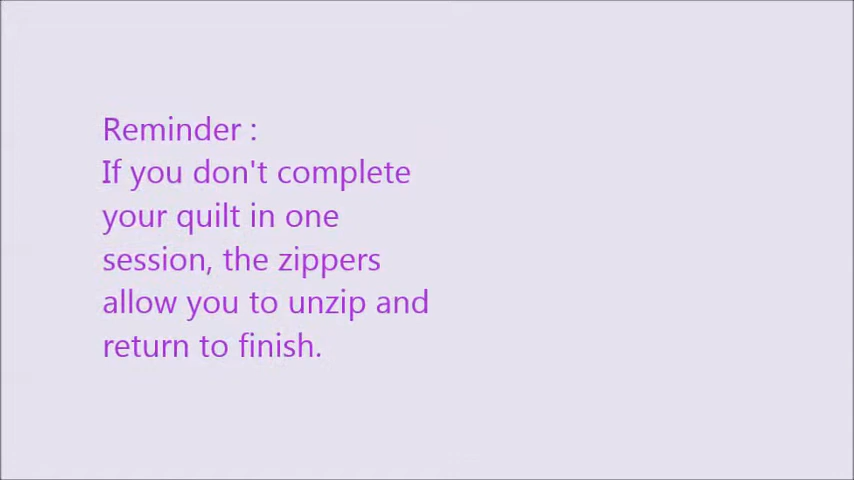 Reminder :
If you don't complete
your quilt in one
session, the zippers
allow you to unzip and
return to finish.